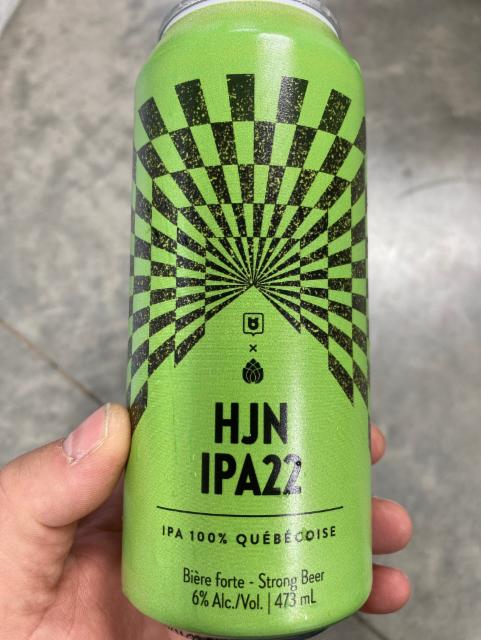 ×
HJN
IPA22
IPA 100% QUÉBÉCOISE
Bière forte - Strong Beer
6% Alc./Vol. | 473 mL